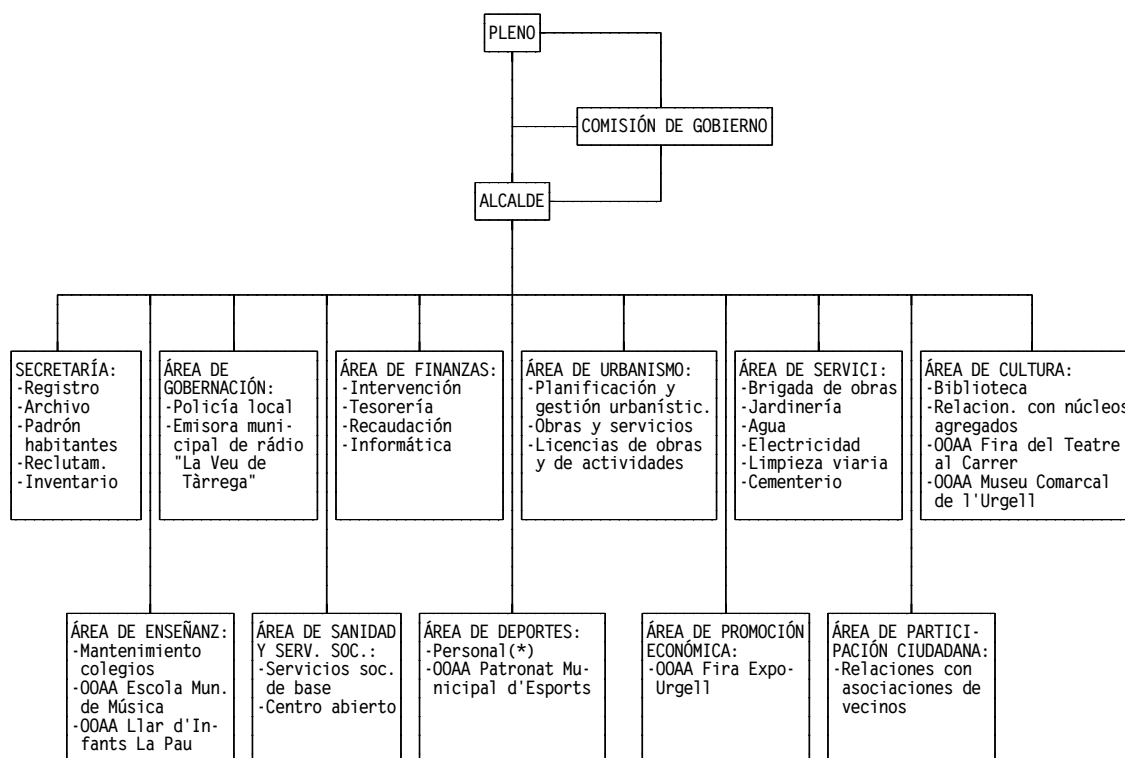 PLENO
COMISIÓN DE GOBIERNO
ALCALDE
SECRETARÍA:
-Registro
-Archivo
-Padrón
habitantes
-Reclutam.
-Inventario
ÁREA DE
GOBERNACIÓN:
-Policía local
-Emisora muni-
cipal de rádio
"La Veu de
Tàrrega"
ÁREA DE FINANZAS:
-Intervención
-Tesorería
-Recaudación
-Informática
ÁREA DE URBANISMO:
-Planificación y
gestión urbanístic.
-Obras y servicios
-Licencias de obras
y de actividades
ÁREA DE SERVICI:
-Brigada de obras
-Jardinería
-Agua
-Electricidad
-Limpieza viaria
-Cementerio
ÁREA DE CULTURA:
-Biblioteca
-Relacion. con núcleos
agregados
-OOAA Fira del Teatre
al Carrer
-OOAA Museu Comarcal
de l'Urgell
ÁREA DE ENSEÑANZ:
-Mantenimiento
colegios
-OOAA Escola Mun.
de Música
-OOAA Llar d'In-
fants La Pau
ÁREA DE SANIDAD
Y SERV. SOC.:
-Servicios soc.
de base
-Centro abierto
ÁREA DE DEPORTES:
-Personal(*)
-OOAA Patronat Mu-
nicipal d'Esports
ÁREA DE PROMOCIÓN
ECONÓMICA:
-OOAA Fira Expo-
Urgell
ÁREA DE PARTICI-
PACIÓN CIUDADANA:
-Relaciones con
asociaciones de
vecinos